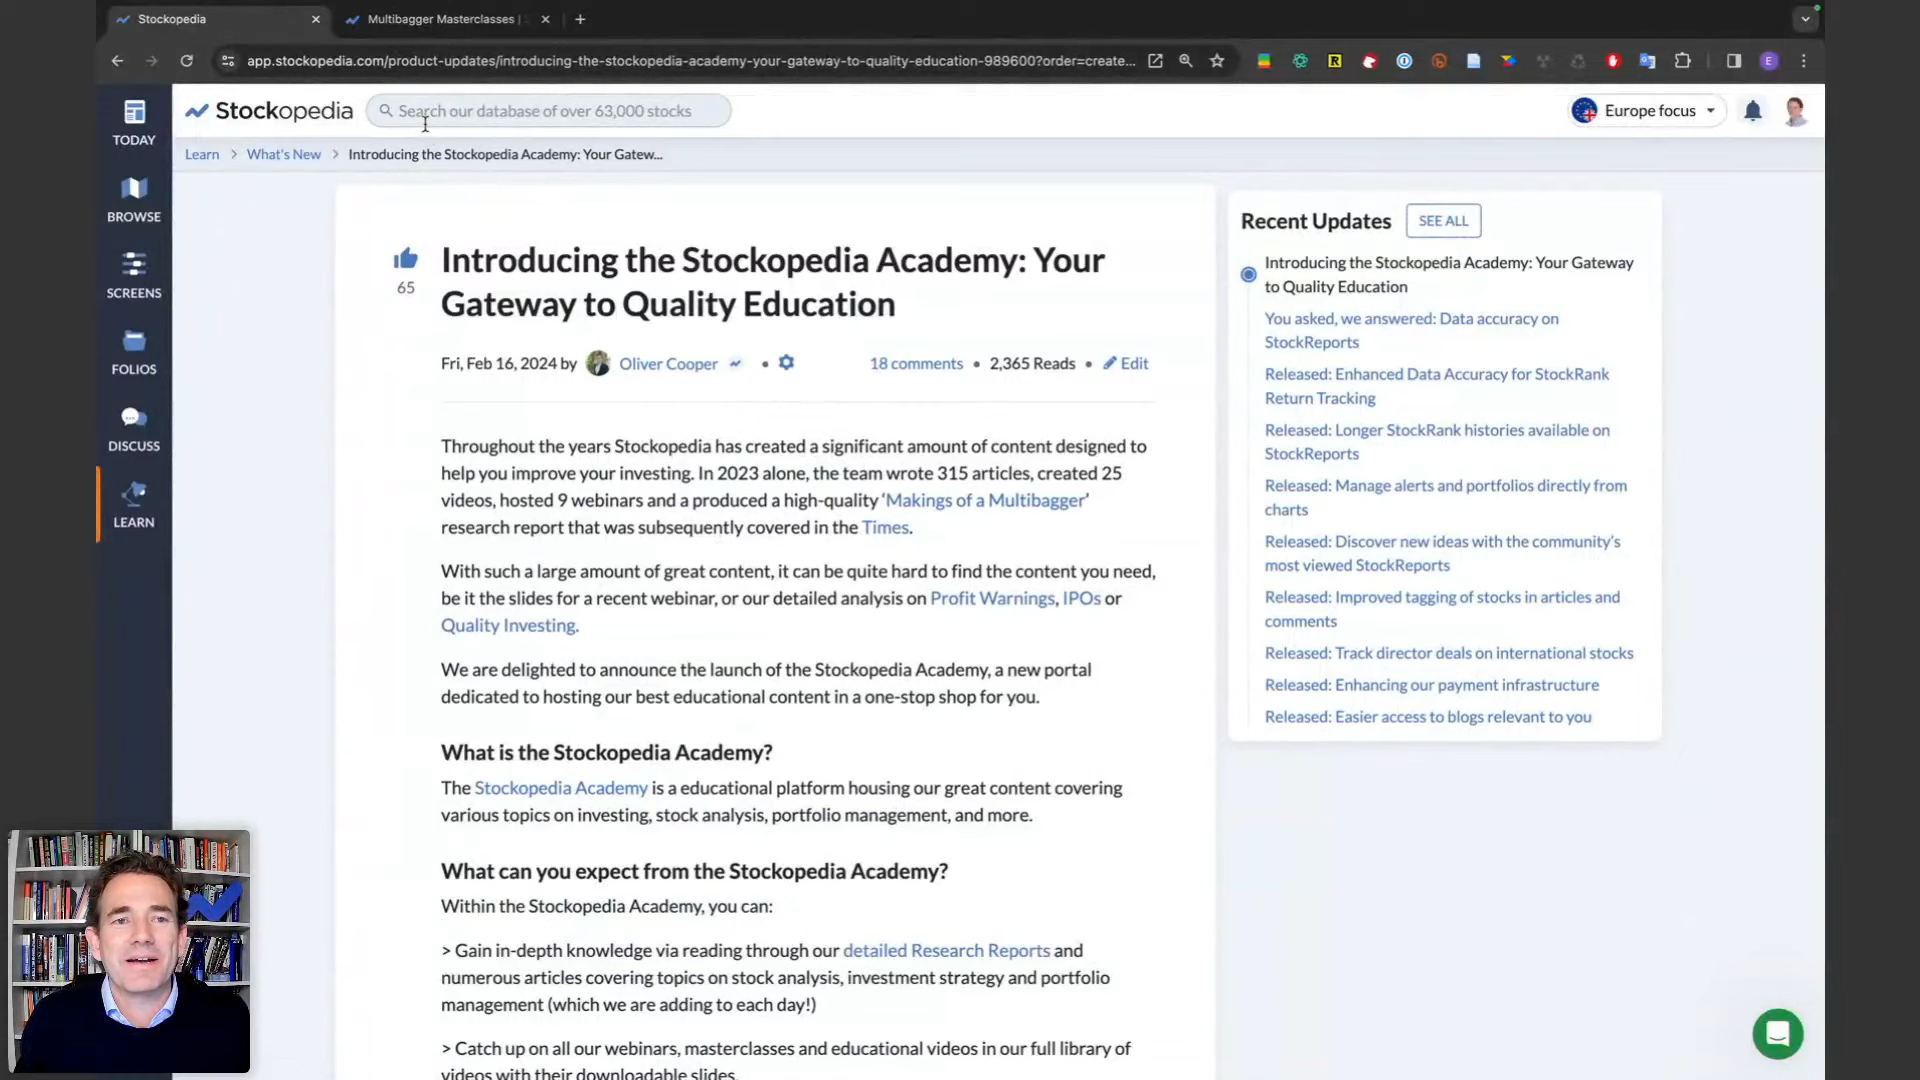 Stockopedia
Multibagger Masterclasses |
app.stockopedia.com/product-updates/introducing-the-stockopedia-academy-your-gateway-to-quality-education-989600?order=create...
Stockopedia
Search our database of over 63,000 stocks
Europe focus
TODAY
BROWSE
SCREENS
FOLIOS
DISCUSS
LEARN
Learn > What's New > Introducing the Stockopedia Academy: Your Gatew...
Introducing the Stockopedia Academy: Your
Gateway to Quality Education
65
Fri, Feb 16, 2024 by Oliver Cooper • • 18 comments • 2,365 Reads • Edit
Throughout the years Stockopedia has created a significant amount of content designed to
help you improve your investing. In 2023 alone, the team wrote 315 articles, created 25
videos, hosted 9 webinars and a produced a high-quality ‘Makings of a Multibagger’
research report that was subsequently covered in the Times.
With such a large amount of great content, it can be quite hard to find the content you need,
be it the slides for a recent webinar, or our detailed analysis on Profit Warnings, IPOs or
Quality Investing.
We are delighted to announce the launch of the Stockopedia Academy, a new portal
dedicated to hosting our best educational content in a one-stop shop for you.
What is the Stockopedia Academy?
The Stockopedia Academy is a educational platform housing our great content covering
various topics on investing, stock analysis, portfolio management, and more.
What can you expect from the Stockopedia Academy?
Within the Stockopedia Academy, you can:
> Gain in-depth knowledge via reading through our detailed Research Reports and
numerous articles covering topics on stock analysis, investment strategy and portfolio
management (which we are adding to each day!)
> Catch up on all our webinars, masterclasses and educational videos in our full library of
videos with their downloadable slides.
Recent Updates SEE ALL
Introducing the Stockopedia Academy: Your Gateway
to Quality Education
You asked, we answered: Data accuracy on
StockReports
Released: Enhanced Data Accuracy for StockRank
Return Tracking
Released: Longer StockRank histories available on
StockReports
Released: Manage alerts and portfolios directly from
charts
Released: Discover new ideas with the community’s
most viewed StockReports
Released: Improved tagging of stocks in articles and
comments
Released: Track director deals on international stocks
Released: Enhancing our payment infrastructure
Released: Easier access to blogs relevant to you